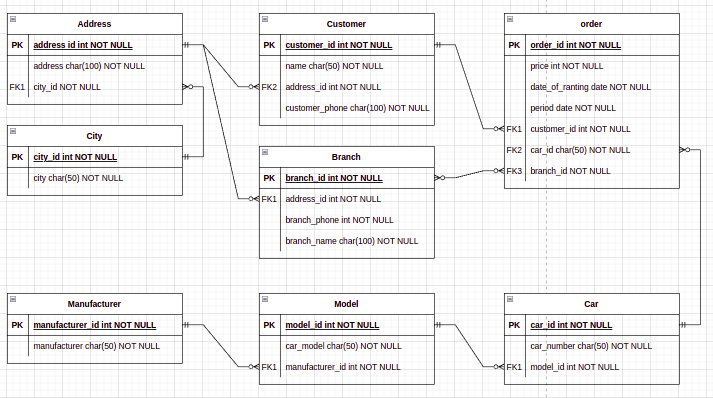 Address
PK address id int NOT NULL
address char(100) NOT NULL
FK1 city_id NOT NULL
City
PK city_id int NOT NULL
city char(50) NOT NULL
Customer
PK customer_id int NOT NULL
name char(50) NOT NULL
FK2 address_id int NOT NULL
customer_phone char(100) NOT NULL
Branch
PK branch_id int NOT NULL
FK1 address_id int NOT NULL
branch_phone int NOT NULL
branch_name char(100) NOT NULL
order
PK order_id int NOT NULL
price int NOT NULL
date_of_ranting date NOT NULL
period date NOT NULL
FK1 customer_id int NOT NULL
FK2 car_id char(50) NOT NULL
FK3 branch_id NOT NULL
Manufacturer
PK manufacturer_id int NOT NULL
manufacturer char(50) NOT NULL
Model
PK model_id int NOT NULL
car_model char(50) NOT NULL
FK1 manufacturer_id int NOT NULL
Car
PK car_id int NOT NULL
car_number char(50) NOT NULL
FK1 model_id int NOT NULL